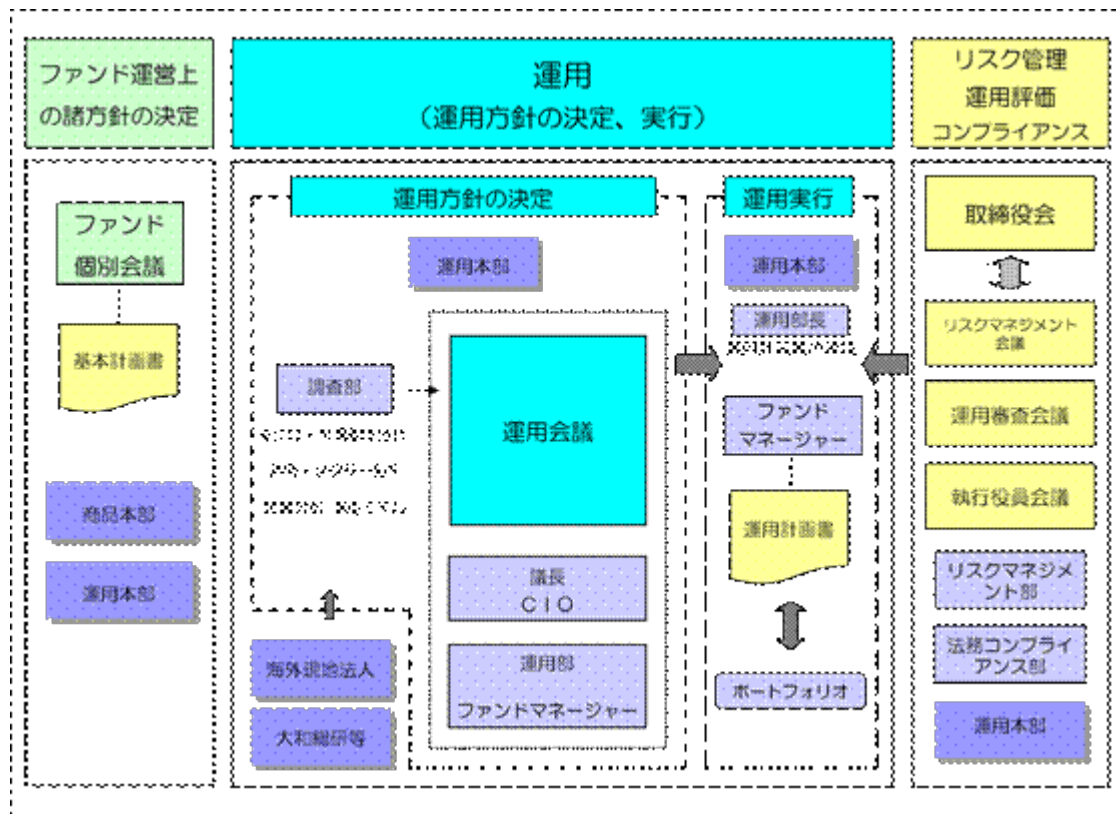 ファンド運営上
の諸方針の決定
運用
（運用方針の決定、実行）
リスク管理
運用評価
コンプライアンス
ファンド
個別会議
基本計画書
商品本部
運用本部
運用方針の決定
運用本部
調査部
運用会議
議長
ＣＩＯ
運用部
ファンドマネージャー
海外現地法人
大和総研等
運用実行
運用本部
運用部長
ファンド
マネージャー
運用計画書
ポートフォリオ
取締役会
リスクマネジメント
会議
運用審査会議
執行役員会議
リスクマネジメ
ント部
法務コンプライ
アンス部
運用本部